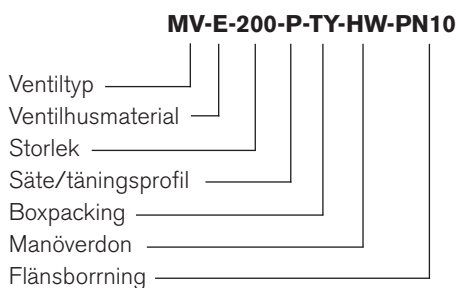 MV-E-200-P-TY-HW-PN10
Ventiltyp
Ventilhusmaterial
Storlek
Säte/täningsprofil
Boxpacking
Manöverdon
Flänsborrning